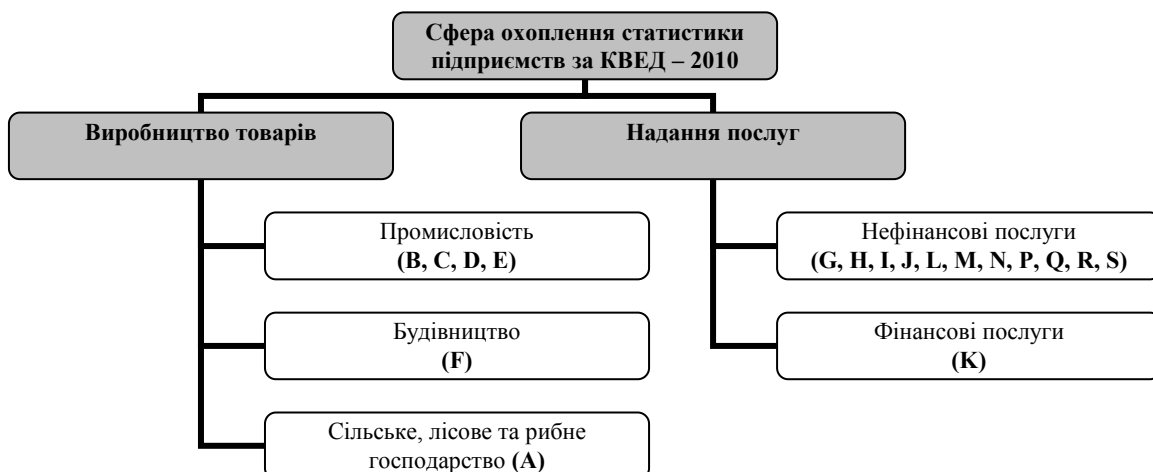 Сфера охоплення статистики
підприємств за КВЕД – 2010
Виробництво товарів
Надання послуг
Промисловість
(B, C, D, E)
Будівництво
(F)
Сільське, лісове та рибне
господарство (A)
Нефінансові послуги
(G, H, I, J, L, M, N, P, Q, R, S)
Фінансові послуги
(K)